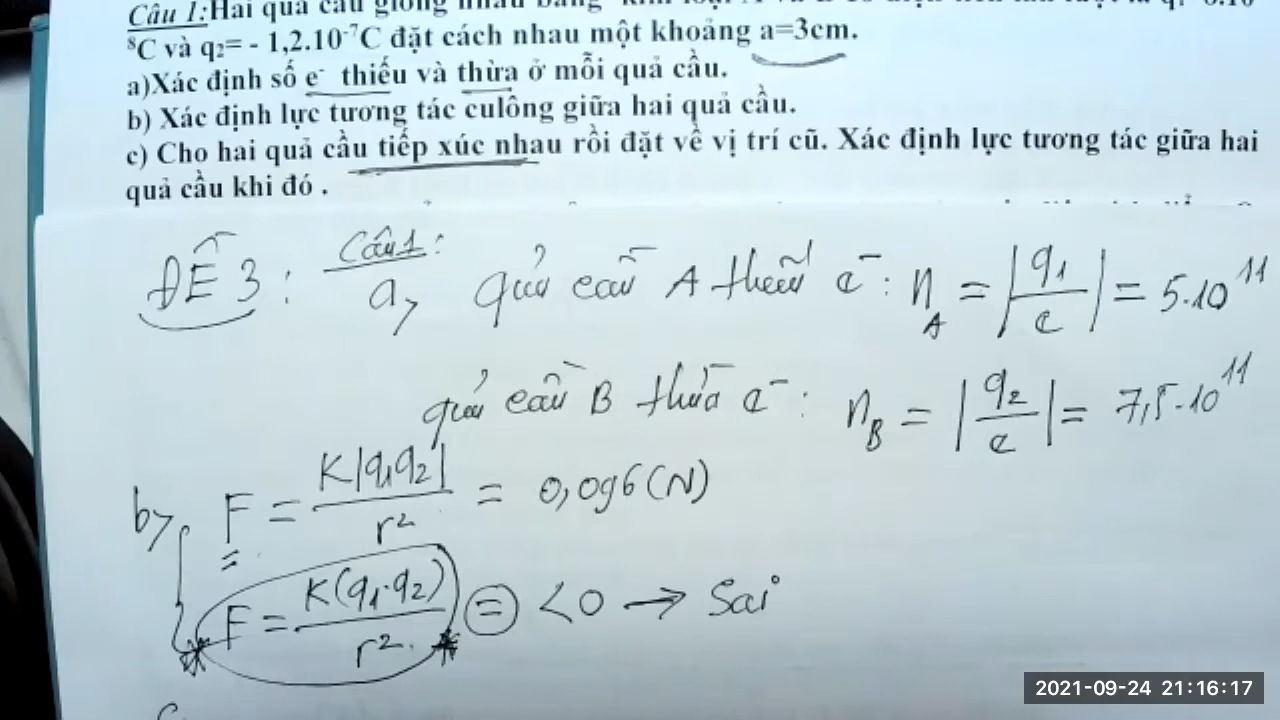 Câu 1:Hai quả cầu giống nhau bằng kim loại A và B có điện tích lần lượt là q₁
⁸C và q₂= - 1,2.10⁻⁷C đặt cách nhau một khoảng a=3cm.
a)Xác định số e⁻ thiếu và thừa ở mỗi quả cầu.
b) Xác định lực tương tác culông giữa hai quả cầu.
c) Cho hai quả cầu tiếp xúc nhau rồi đặt về vị trí cũ. Xác định lực tương tác giữa hai
quả cầu khi đó .
ĐỀ 3 : Câu 1:
a, quả cầu A thiếu e⁻ : n_A = |q₁/e| = 5.10¹¹
quả cầu B thừa e⁻ : n_B = |q₂/e| = 7,5.10¹¹
b, F = K|q₁q₂|/r² = 0,096(N)
* F = K(q₁.q₂)/r² * = <0 → Sai
2021-09-24 21:16:17